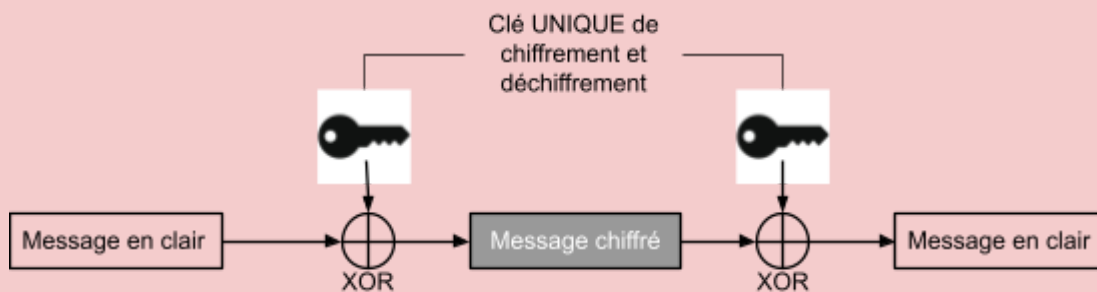 Clé UNIQUE de
chiffrement et
déchiffrement
Message en clair
XOR
Message chiffré
XOR
Message en clair